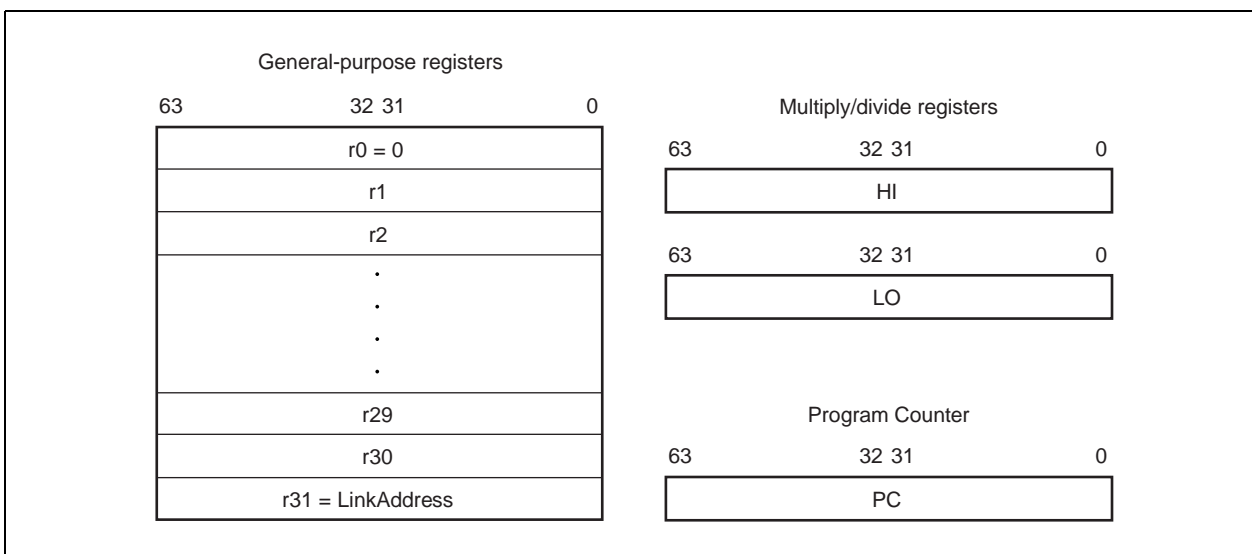 General-purpose registers
63 32 31 0
r0 = 0
r1
r2
r29
r30
r31 = LinkAddress
Multiply/divide registers
63 32 31 0
HI
63 32 31 0
LO
Program Counter
63 32 31 0
PC